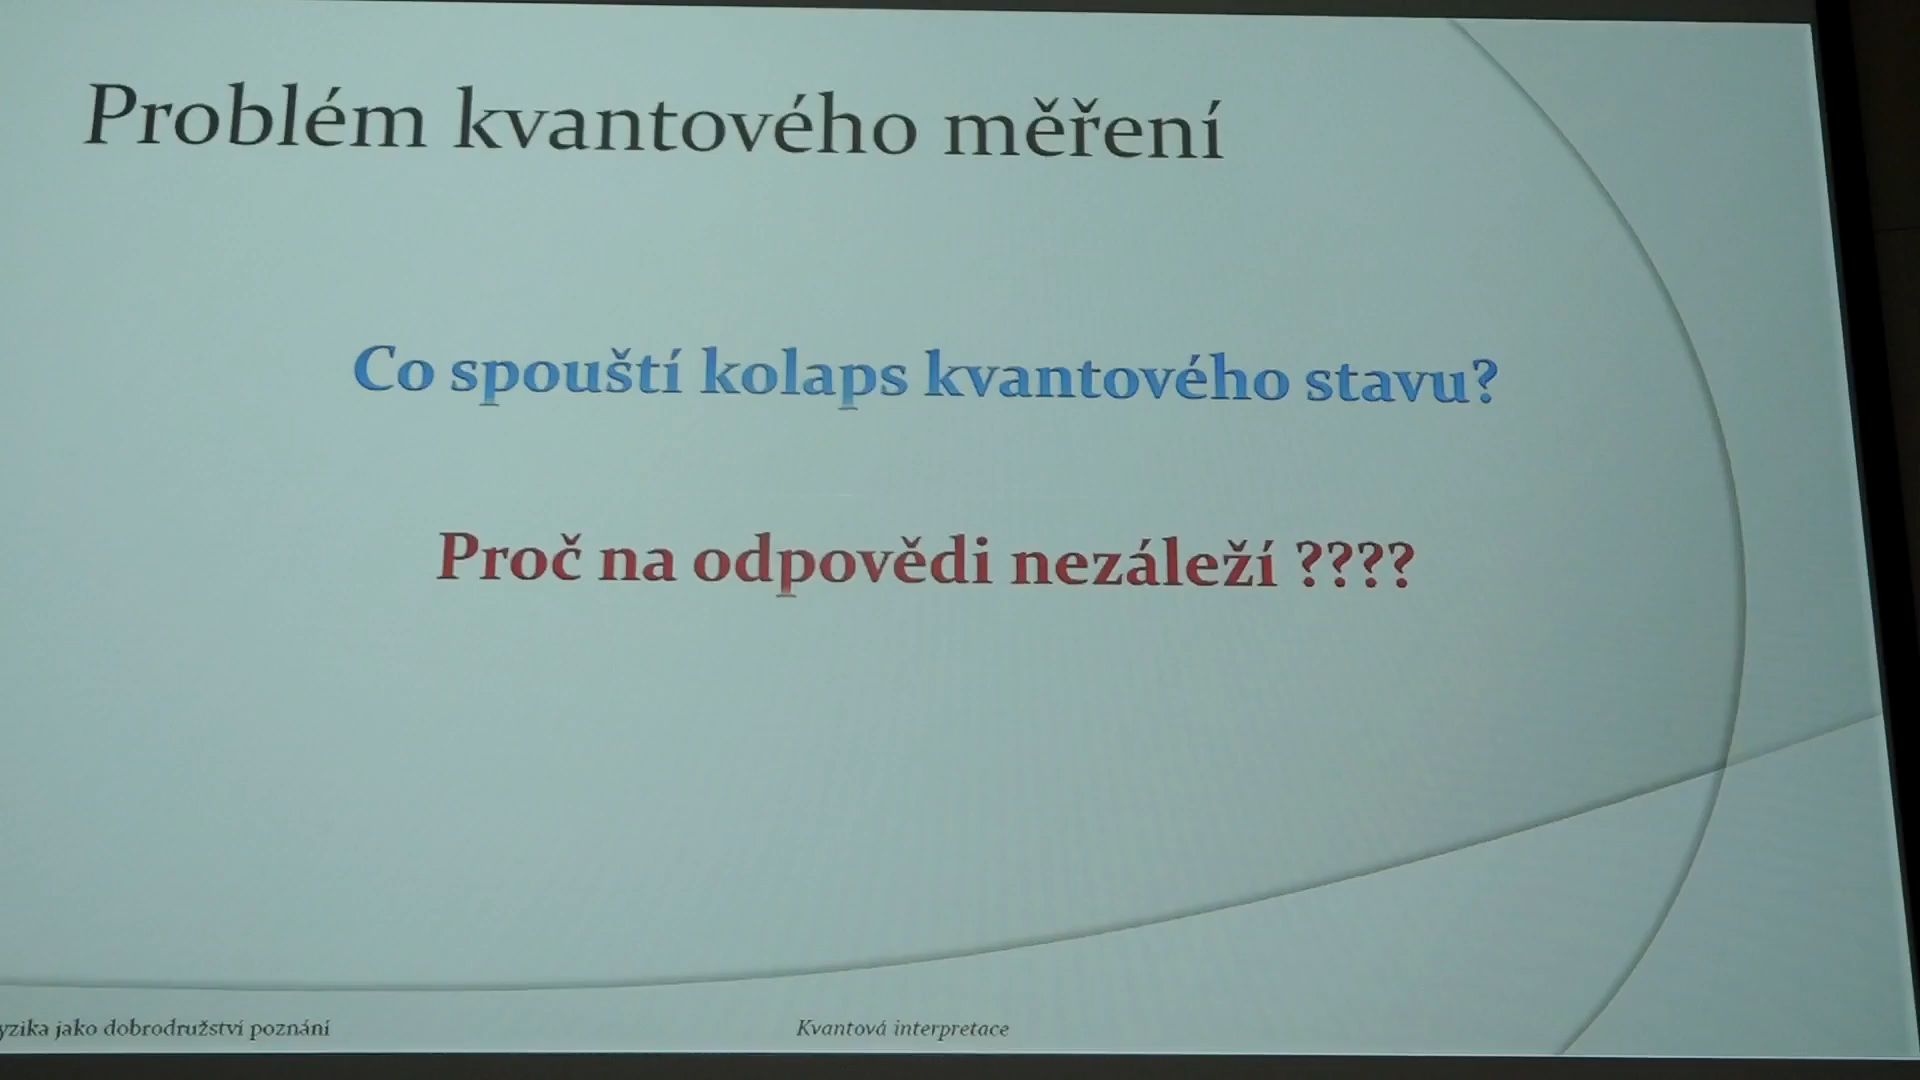 Problém kvantového měření
Co spouští kolaps kvantového stavu?
Proč na odpovědi nezáleží ????
yzika jako dobrodružství poznání
Kvantová interpretace